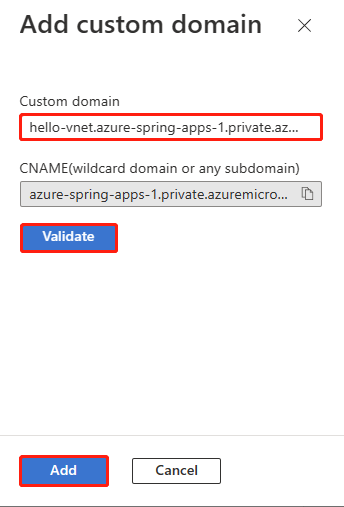 Add custom domain
Custom domain
hello-vnet.azure-spring-apps-1.private.az...
CNAME(wildcard domain or any subdomain)
azure-spring-apps-1.private.azuremicro...
Validate
Add Cancel